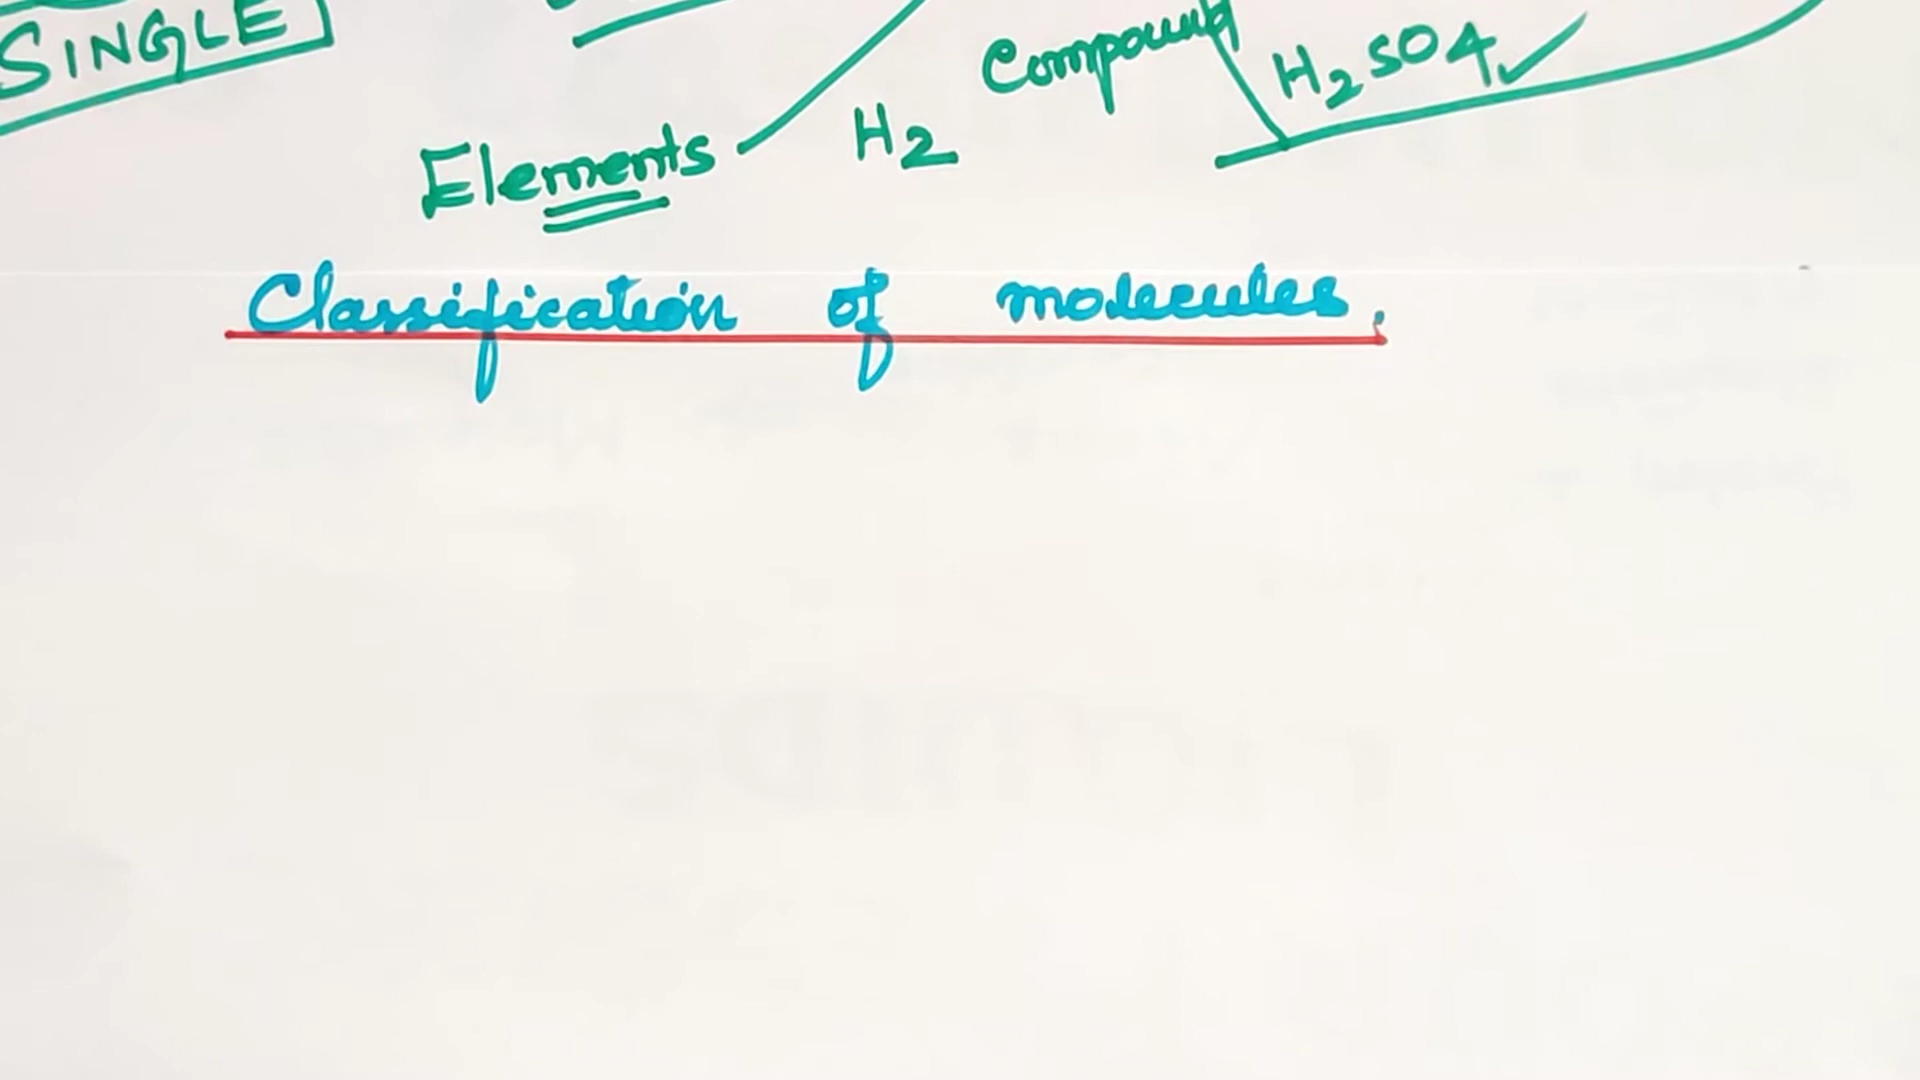 SINGLE
Compound H₂SO4
Elements H₂
Classification of molecules.